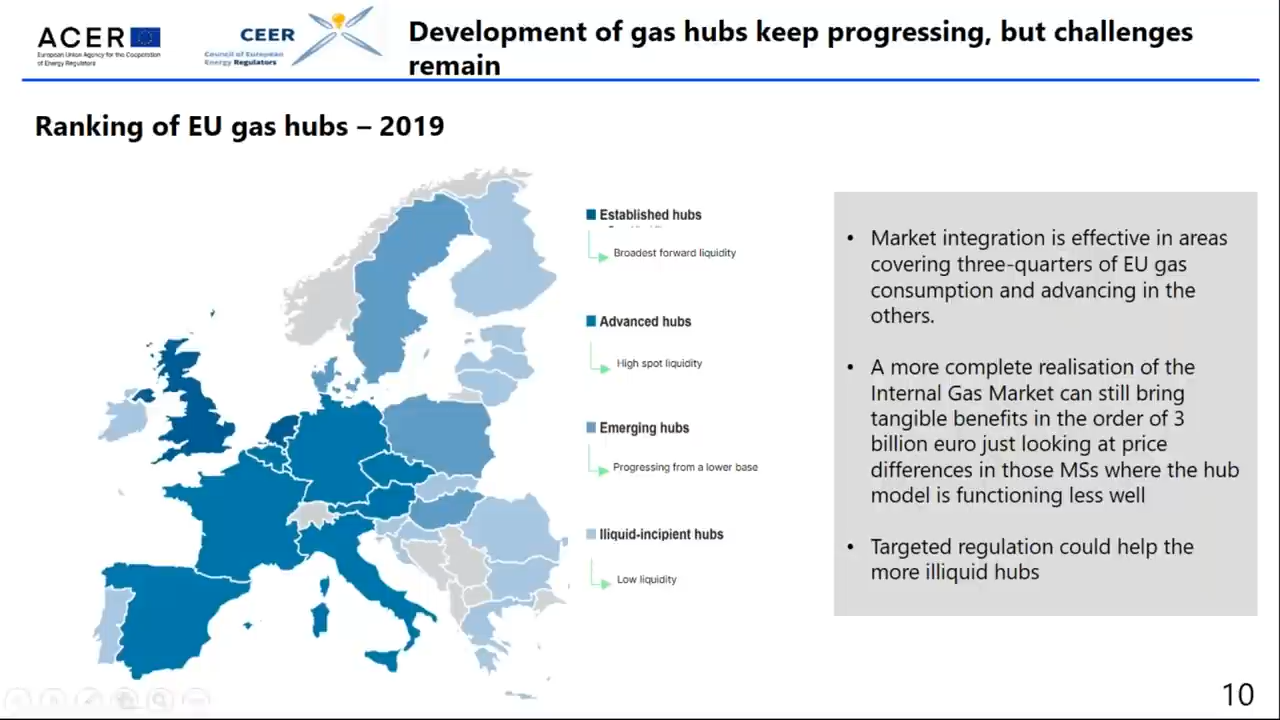 ACER
European Union Agency for the Cooperation
of Energy Regulators
CEER
Council of European
Energy Regulators
Development of gas hubs keep progressing, but challenges
remain
Ranking of EU gas hubs – 2019
Established hubs
Broadest forward liquidity
Advanced hubs
High spot liquidity
Emerging hubs
Progressing from a lower base
Iliquid-incipient hubs
Low liquidity
• Market integration is effective in areas
covering three-quarters of EU gas
consumption and advancing in the
others.
• A more complete realisation of the
Internal Gas Market can still bring
tangible benefits in the order of 3
billion euro just looking at price
differences in those MSs where the hub
model is functioning less well
• Targeted regulation could help the
more illiquid hubs
10